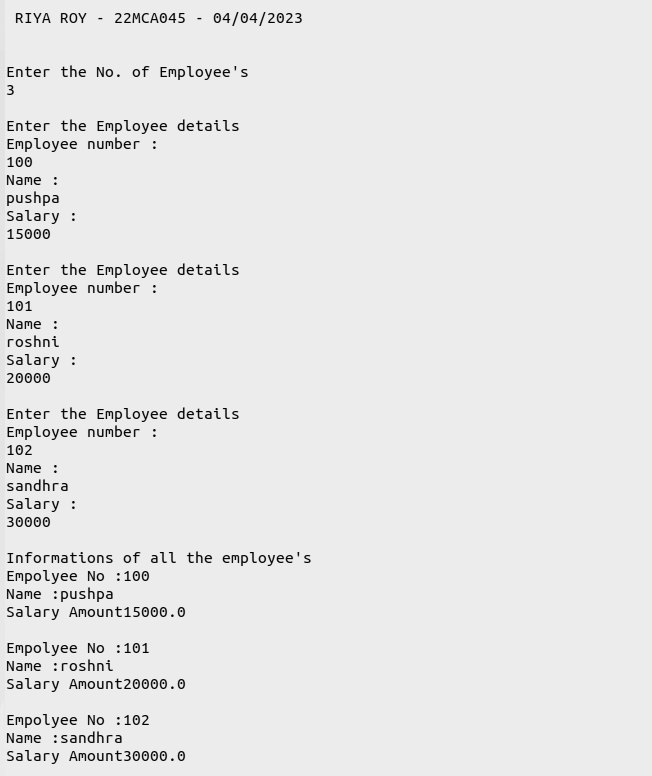 RIYA ROY - 22MCA045 - 04/04/2023
Enter the No. of Employee's
3
Enter the Employee details
Employee number :
100
Name :
pushpa
Salary :
15000
Enter the Employee details
Employee number :
101
Name :
roshni
Salary :
20000
Enter the Employee details
Employee number :
102
Name :
sandhra
Salary :
30000
Informations of all the employee's
Empolyee No :100
Name :pushpa
Salary Amount15000.0
Empolyee No :101
Name :roshni
Salary Amount20000.0
Empolyee No :102
Name :sandhra
Salary Amount30000.0